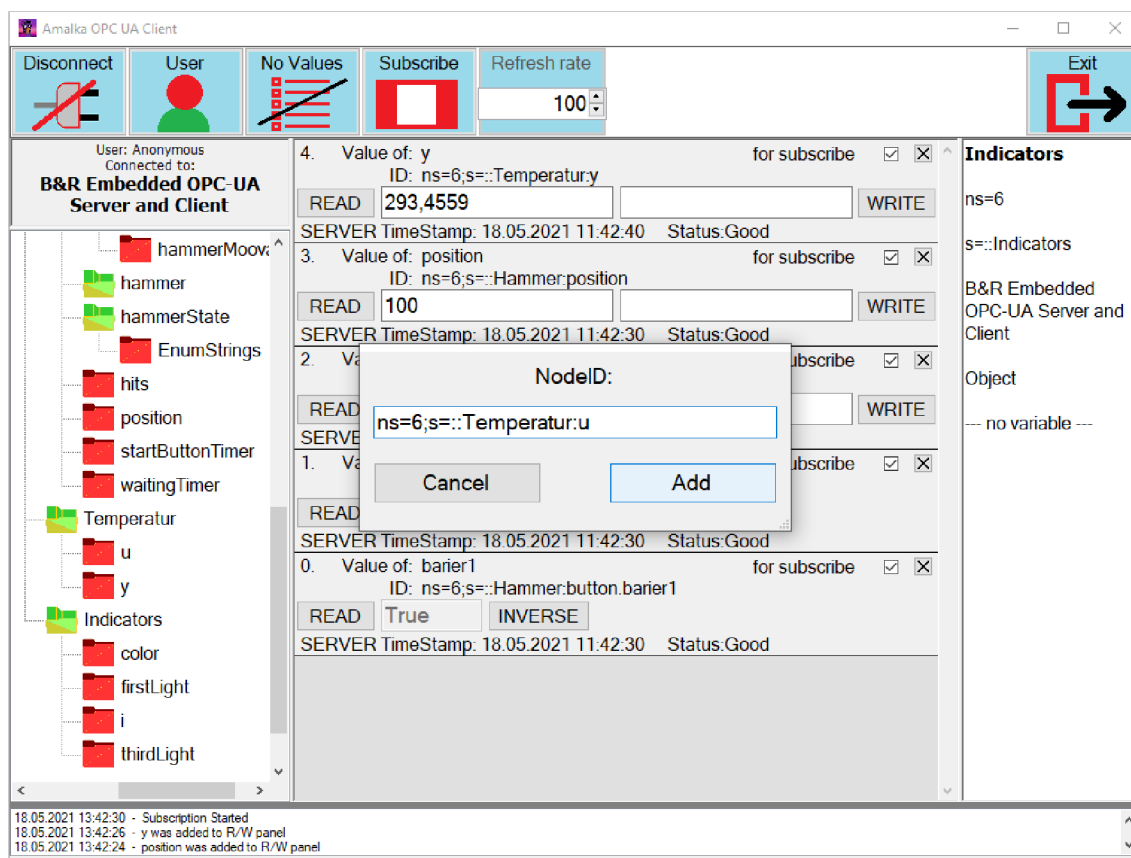 Amalka OPC UA Client
Disconnect
User
No Values
Subscribe
Refresh rate
100
Exit
User: Anonymous
Connected to:
B&R Embedded OPC-UA
Server and Client
hammerMoova
hammer
hammerState
EnumStrings
hits
position
startButtonTimer
waitingTimer
Temperatur
u
y
Indicators
color
firstLight
i
thirdLight
4. Value of: y for subscribe
ID: ns=6;s=::Temperatur:y
READ 293,4559 WRITE
SERVER TimeStamp: 18.05.2021 11:42:40 Status:Good
3. Value of: position for subscribe
ID: ns=6;s=::Hammer:position
READ 100 WRITE
SERVER TimeStamp: 18.05.2021 11:42:30 Status:Good
2. Va ubscribe
READ WRITE
SERVE
1. Va ubscribe
READ
SERVER TimeStamp: 18.05.2021 11:42:30 Status:Good
0. Value of: barier1 for subscribe
ID: ns=6;s=::Hammer:button.barier1
READ True INVERSE
SERVER TimeStamp: 18.05.2021 11:42:30 Status:Good
NodeID:
ns=6;s=::Temperatur:u
Cancel Add
Indicators
ns=6
s=::Indicators
B&R Embedded
OPC-UA Server and
Client
Object
--- no variable ---
18.05.2021 13:42:30 - Subscription Started
18.05.2021 13:42:26 - y was added to R/W panel
18.05.2021 13:42:24 - position was added to R/W panel